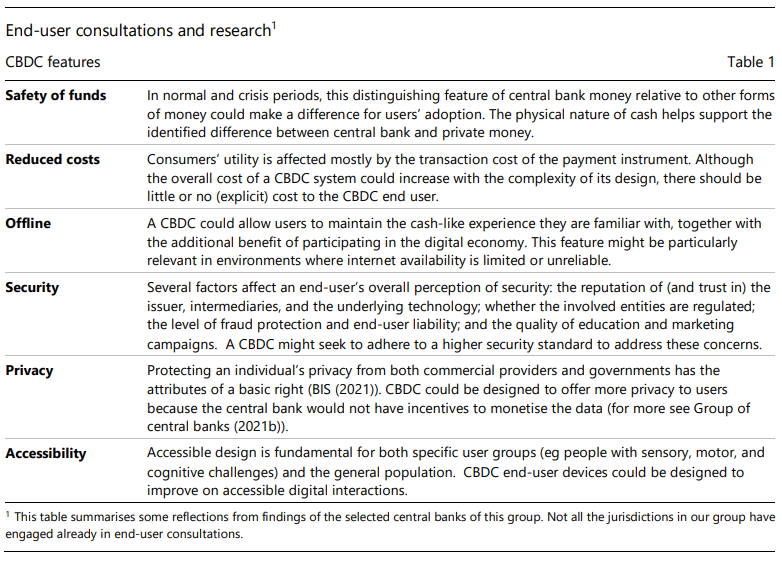 End-user consultations and research¹
CBDC features Table 1
Safety of funds In normal and crisis periods, this distinguishing feature of central bank money relative to other forms
of money could make a difference for users' adoption. The physical nature of cash helps support the
identified difference between central bank and private money.
Reduced costs Consumers' utility is affected mostly by the transaction cost of the payment instrument. Although
the overall cost of a CBDC system could increase with the complexity of its design, there should be
little or no (explicit) cost to the CBDC end user.
Offline A CBDC could allow users to maintain the cash-like experience they are familiar with, together with
the additional benefit of participating in the digital economy. This feature might be particularly
relevant in environments where internet availability is limited or unreliable.
Security Several factors affect an end-user's overall perception of security: the reputation of (and trust in) the
issuer, intermediaries, and the underlying technology; whether the involved entities are regulated;
the level of fraud protection and end-user liability; and the quality of education and marketing
campaigns. A CBDC might seek to adhere to a higher security standard to address these concerns.
Privacy Protecting an individual's privacy from both commercial providers and governments has the
attributes of a basic right (BIS (2021)). CBDC could be designed to offer more privacy to users
because the central bank would not have incentives to monetise the data (for more see Group of
central banks (2021b)).
Accessibility Accessible design is fundamental for both specific user groups (eg people with sensory, motor, and
cognitive challenges) and the general population. CBDC end-user devices could be designed to
improve on accessible digital interactions.
¹ This table summarises some reflections from findings of the selected central banks of this group. Not all the jurisdictions in our group have
engaged already in end-user consultations.